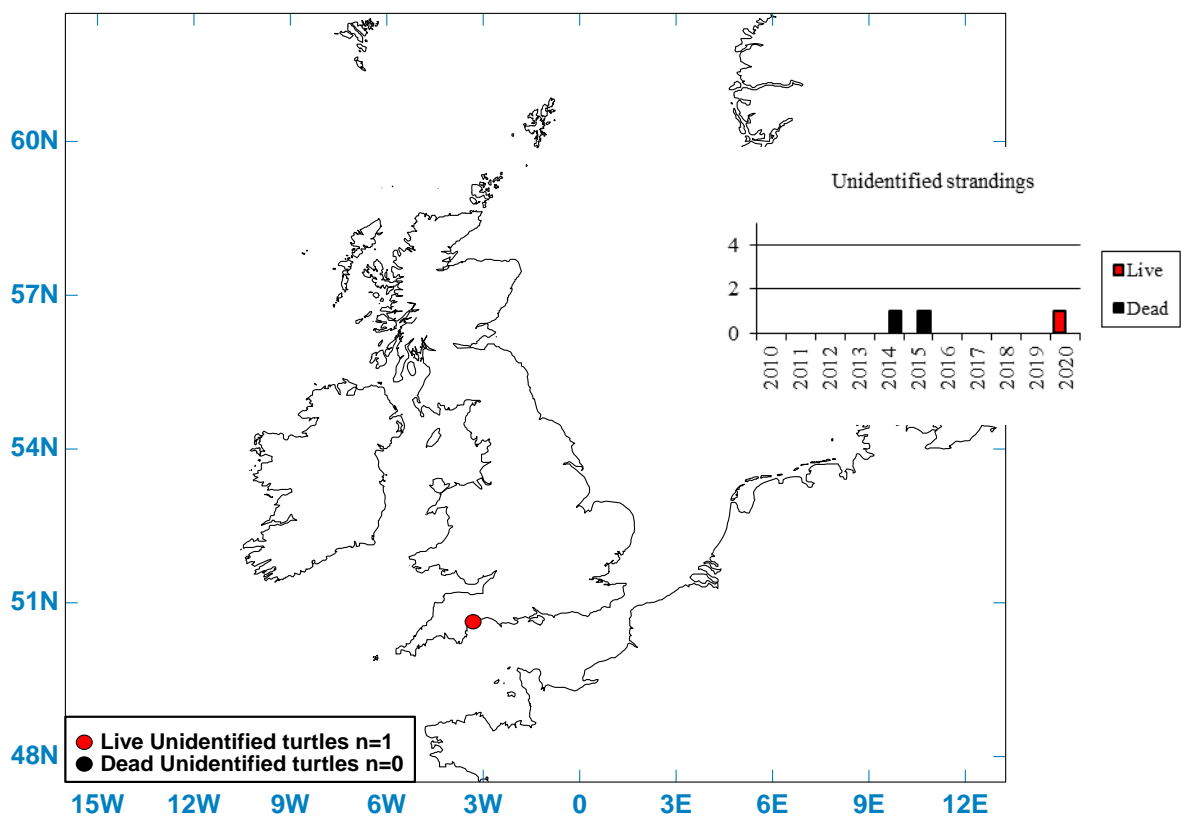 60N
57N
54N
51N
48N
15W 12W 9W 6W 3W 0 3E 6E 9E 12E
Unidentified strandings
4
2
0
2010 2011 2012 2013 2014 2015 2016 2017 2018 2019 2020
Live
Dead
Live Unidentified turtles n=1
Dead Unidentified turtles n=0